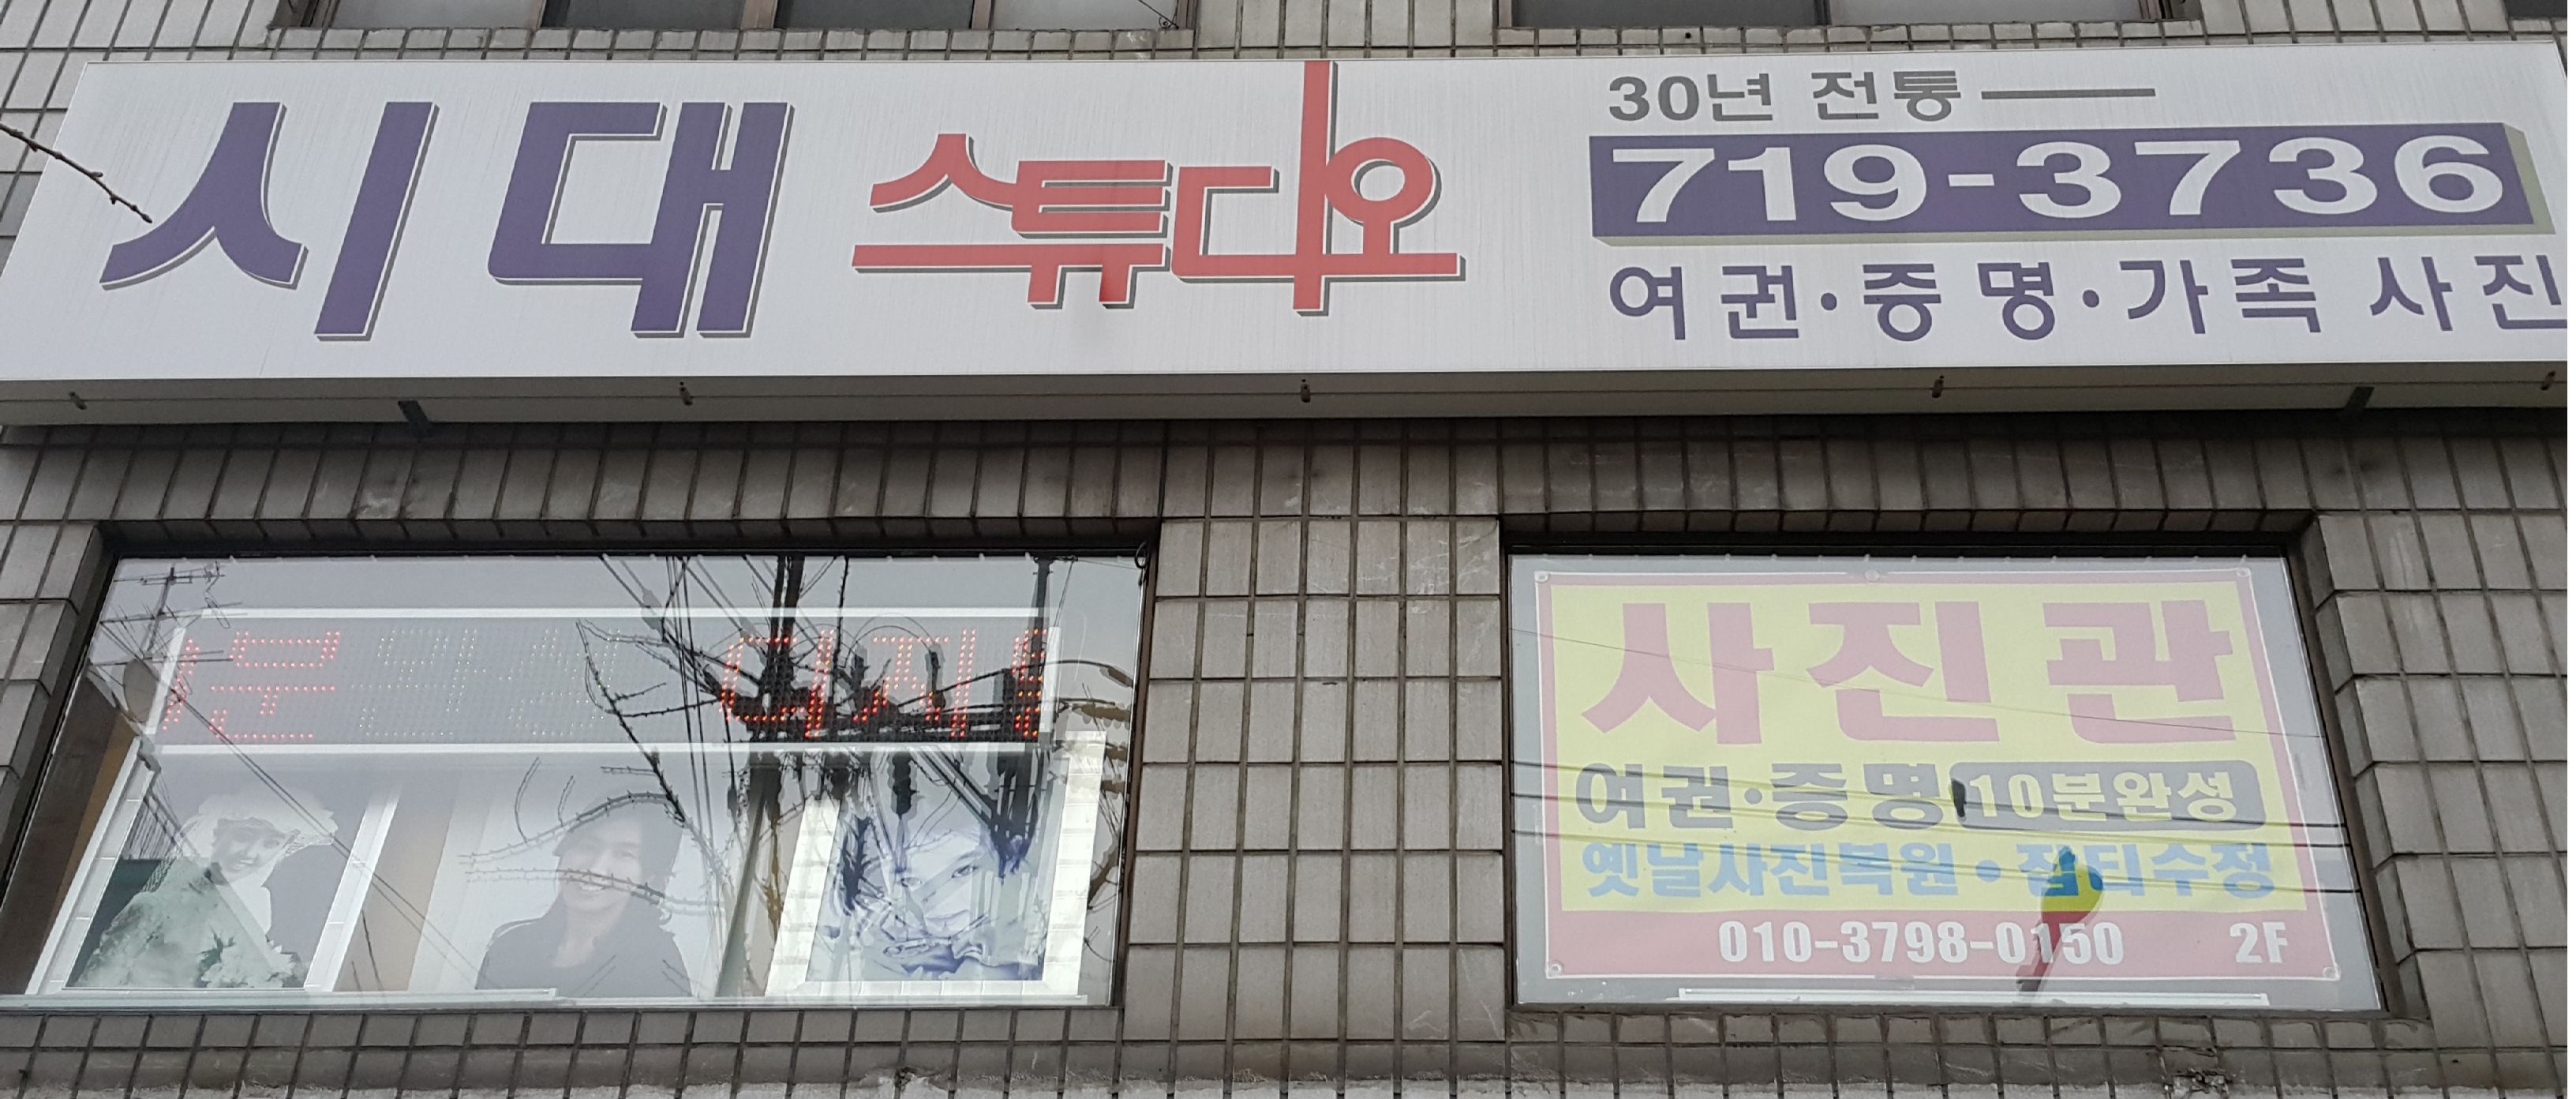 시대 스튜디오
30년 전통
719-3736
여권·증명·가족 사진
사진관
여권·증명 10분완성
옛날사진복원·잡티수정
010-3798-0150 2F